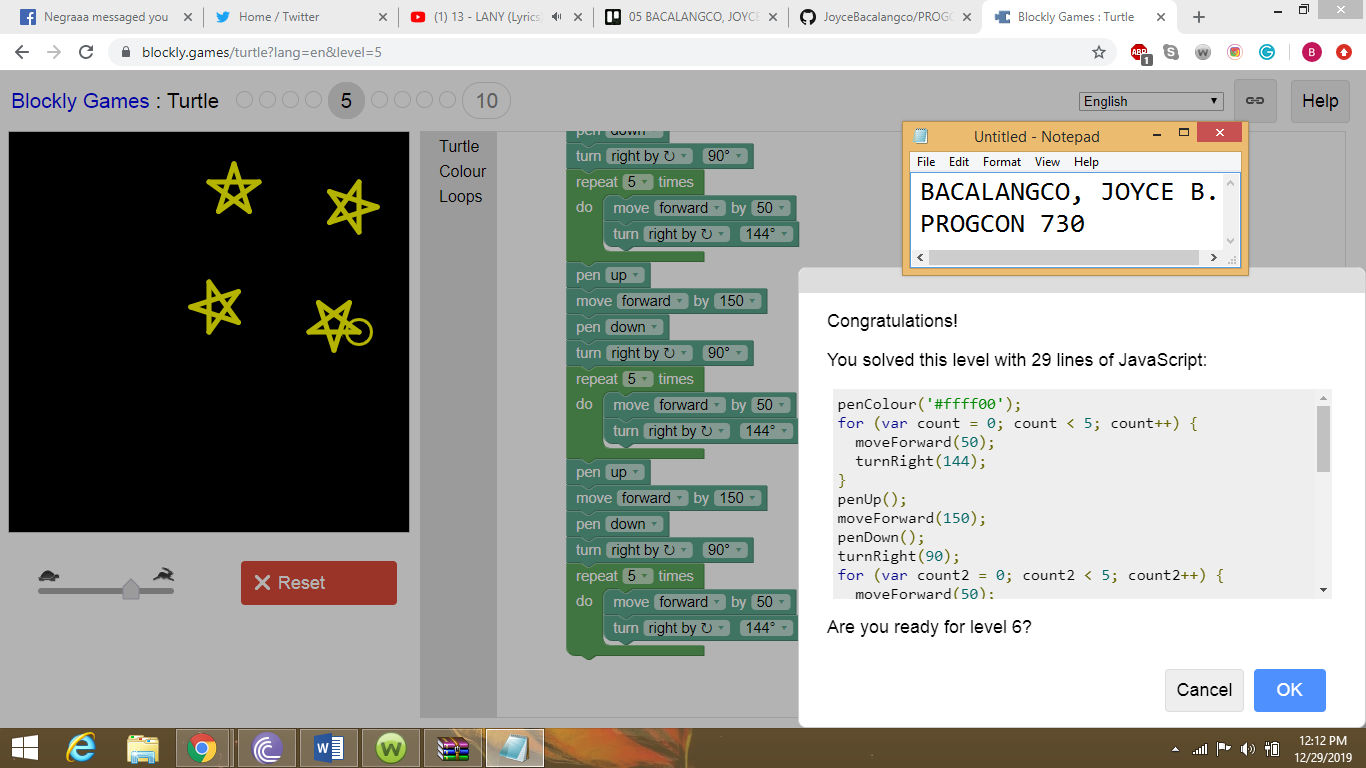 Negraaa messaged you
Home / Twitter
(1) 13 - LANY (Lyrics
05 BACALANGCO, JOYCE
JoyceBacalangco/PROGC
Blockly Games : Turtle
blockly.games/turtle?lang=en&level=5
ABP
1
B
Blockly Games : Turtle
5
10
English
Help
Untitled - Notepad
File Edit Format View Help
BACALANGCO, JOYCE B.
PROGCON 730
Turtle
Colour
Loops
pen down
turn right by ↻ 90°
repeat 5 times
do move forward by 50
turn right by ↻ 144°
pen up
move forward by 150
pen down
turn right by ↻ 90°
repeat 5 times
do move forward by 50
turn right by ↻ 144°
pen up
move forward by 150
pen down
turn right by ↻ 90°
repeat 5 times
do move forward by 50
turn right by ↻ 144°
Reset
Congratulations!
You solved this level with 29 lines of JavaScript:
penColour('#ffff00');
for (var count = 0; count < 5; count++) {
  moveForward(50);
  turnRight(144);
}
penUp();
moveForward(150);
penDown();
turnRight(90);
for (var count2 = 0; count2 < 5; count2++) {
  moveForward(50);
Are you ready for level 6?
Cancel
OK
12:12 PM
12/29/2019